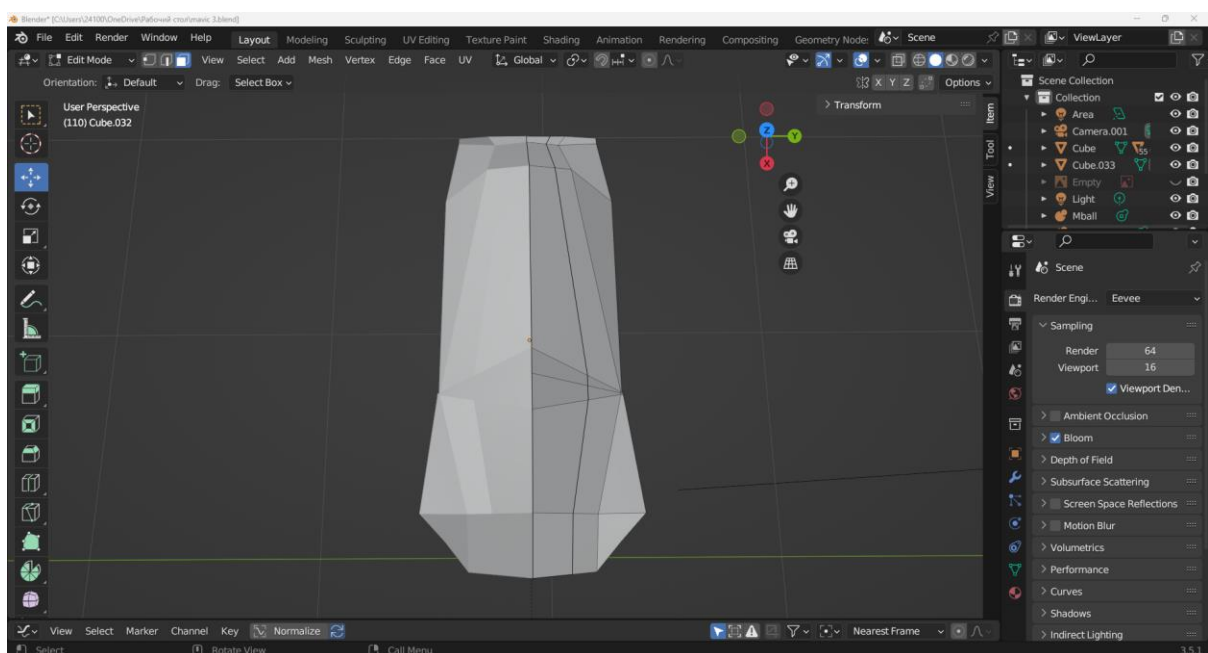 Blender* [C:\Users\24100\OneDrive\Рабочий стол\mavic 3.blend]
File Edit Render Window Help Layout Modeling Sculpting UV Editing Texture Paint Shading Animation Rendering Compositing Geometry Node: Scene ViewLayer
Edit Mode View Select Add Mesh Vertex Edge Face UV Global
Orientation: Default Drag: Select Box X Y Z Options
User Perspective
(110) Cube.032
Transform
Item
Tool
View
Z
Y
X
Scene Collection
Collection
Area
Camera.001
Cube 55
Cube.033
Empty
Light
Mball
Scene
Render Engi... Eevee
Sampling
Render 64
Viewport 16
Viewport Den...
Ambient Occlusion
Bloom
Depth of Field
Subsurface Scattering
Screen Space Reflections
Motion Blur
Volumetrics
Performance
Curves
Shadows
Indirect Lighting
View Select Marker Channel Key Normalize Nearest Frame
Select Rotate View Call Menu 3.5.1